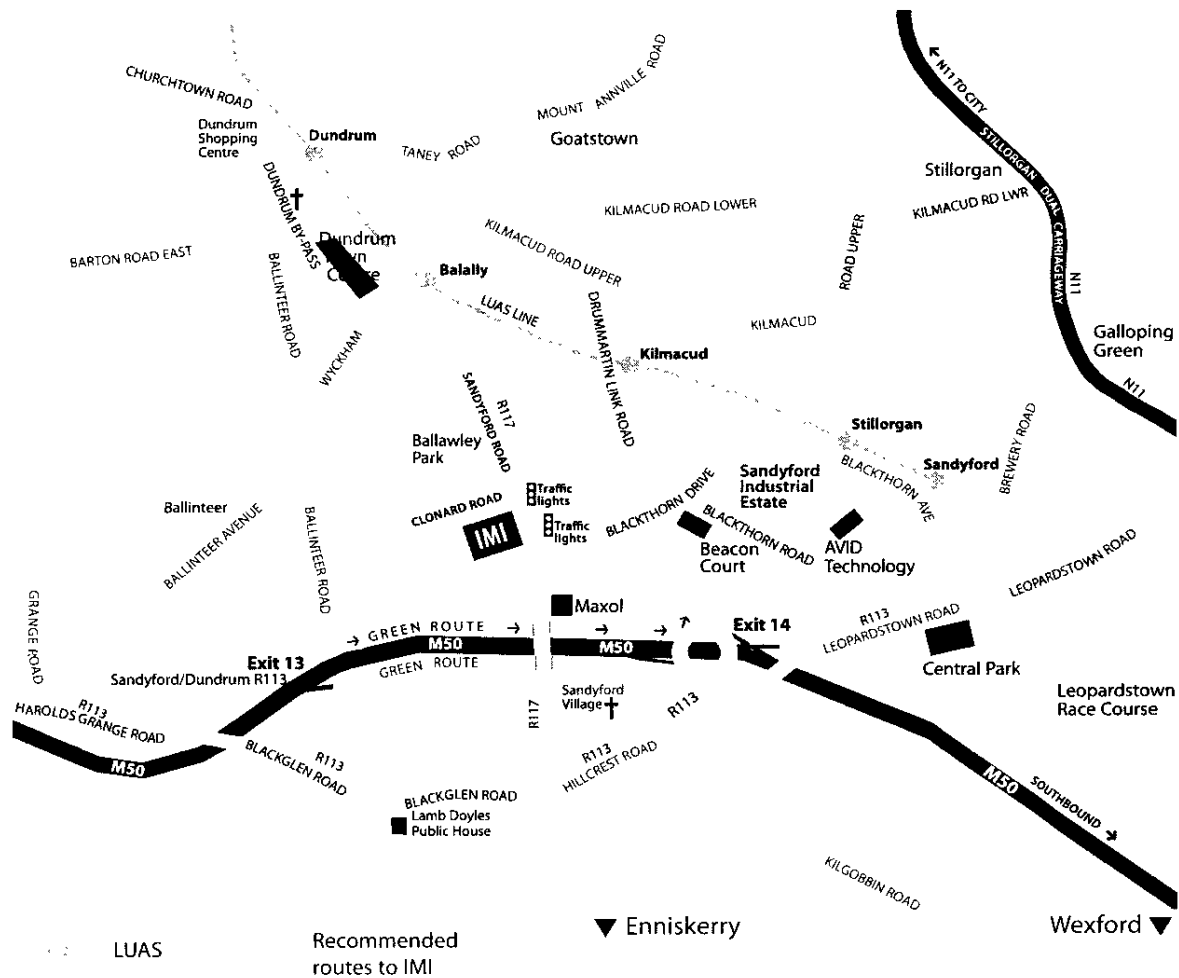 N11 TO CITY
STILLORGAN DUAL CARRIAGEWAY
MOUNT ANNVILLE ROAD
CHURCHTOWN ROAD
Dundrum
Shopping
Centre
Dundrum
TANEY ROAD
Goatstown
Stillorgan
KILMACUD RD LWR
KILMACUD ROAD LOWER
DUNDRUM BY-PASS
KILMACUD ROAD UPPER
ROAD UPPER
BARTON ROAD EAST
BALLINTEER ROAD
Dundrum
Town
Centre
Balally
LUAS LINE
N11
DRUMMARTIN LINK ROAD
KILMACUD
Galloping
Green
WYCKHAM
Kilmacud
N11
SANDYFORD ROAD
R117
Ballawley
Park
Stillorgan
BREWERY ROAD
Sandyford
BLACKTHORN AVE
Sandyford
Industrial
Estate
Traffic
lights
CLONARD ROAD
IMI
Traffic
lights
BLACKTHORN DRIVE
BLACKTHORN ROAD
Ballinteer
BALLINTEER AVENUE
BALLINTEER ROAD
Beacon
Court
AVID
Technology
LEOPARDSTOWN ROAD
GRANGE ROAD
Maxol
R113
LEOPARDSTOWN ROAD
GREEN ROUTE
M50
M50
Exit 14
GREEN ROUTE
Exit 13
Sandyford/Dundrum R113
Central Park
Leopardstown
Race Course
R113
HAROLDS GRANGE ROAD
R117
Sandyford
Village
R113
M50
R113
BLACKGLEN ROAD
R113
HILLCREST ROAD
M50
SOUTHBOUND
BLACKGLEN ROAD
Lamb Doyles
Public House
KILGOBBIN ROAD
Enniskerry
Wexford
LUAS
Recommended
routes to IMI